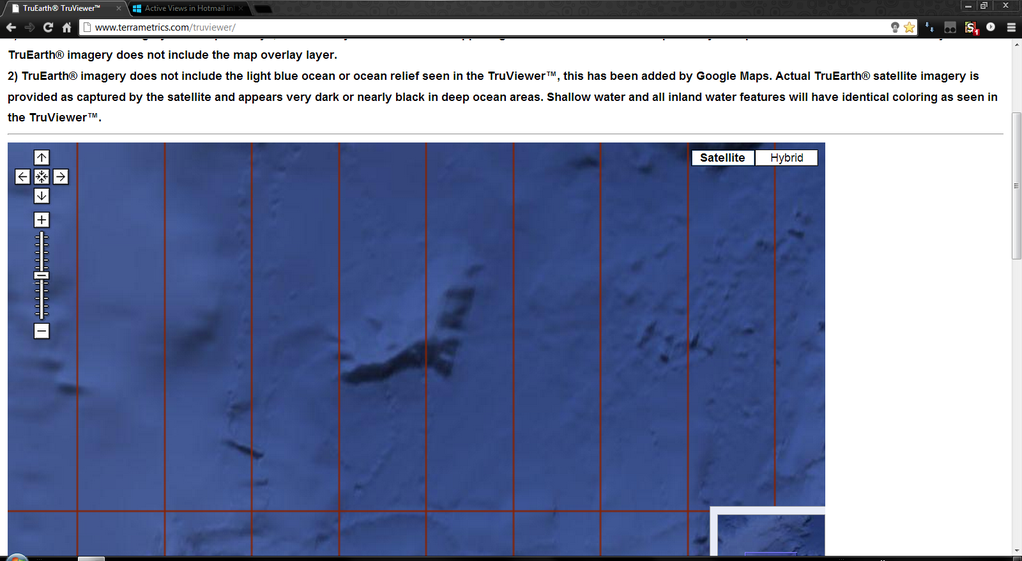 TruEarth® TruViewer™
Active Views in Hotmail in
www.terrametrics.com/truviewer/
TruEarth® imagery does not include the map overlay layer.
2) TruEarth® imagery does not include the light blue ocean or ocean relief seen in the TruViewer™, this has been added by Google Maps. Actual TruEarth® satellite imagery is
provided as captured by the satellite and appears very dark or nearly black in deep ocean areas. Shallow water and all inland water features will have identical coloring as seen in
the TruViewer™.
Satellite
Hybrid